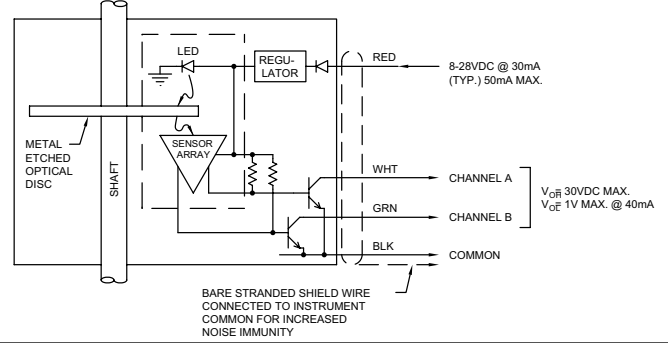 LED
REGU-
LATOR
RED
8-28VDC @ 30mA
(TYP.) 50mA MAX.
METAL
ETCHED
OPTICAL
DISC
SHAFT
SENSOR
ARRAY
WHT
CHANNEL A
GRN
CHANNEL B
BLK
COMMON
VOH= 30VDC MAX.
VOL= 1V MAX. @ 40mA
BARE STRANDED SHIELD WIRE
CONNECTED TO INSTRUMENT
COMMON FOR INCREASED
NOISE IMMUNITY